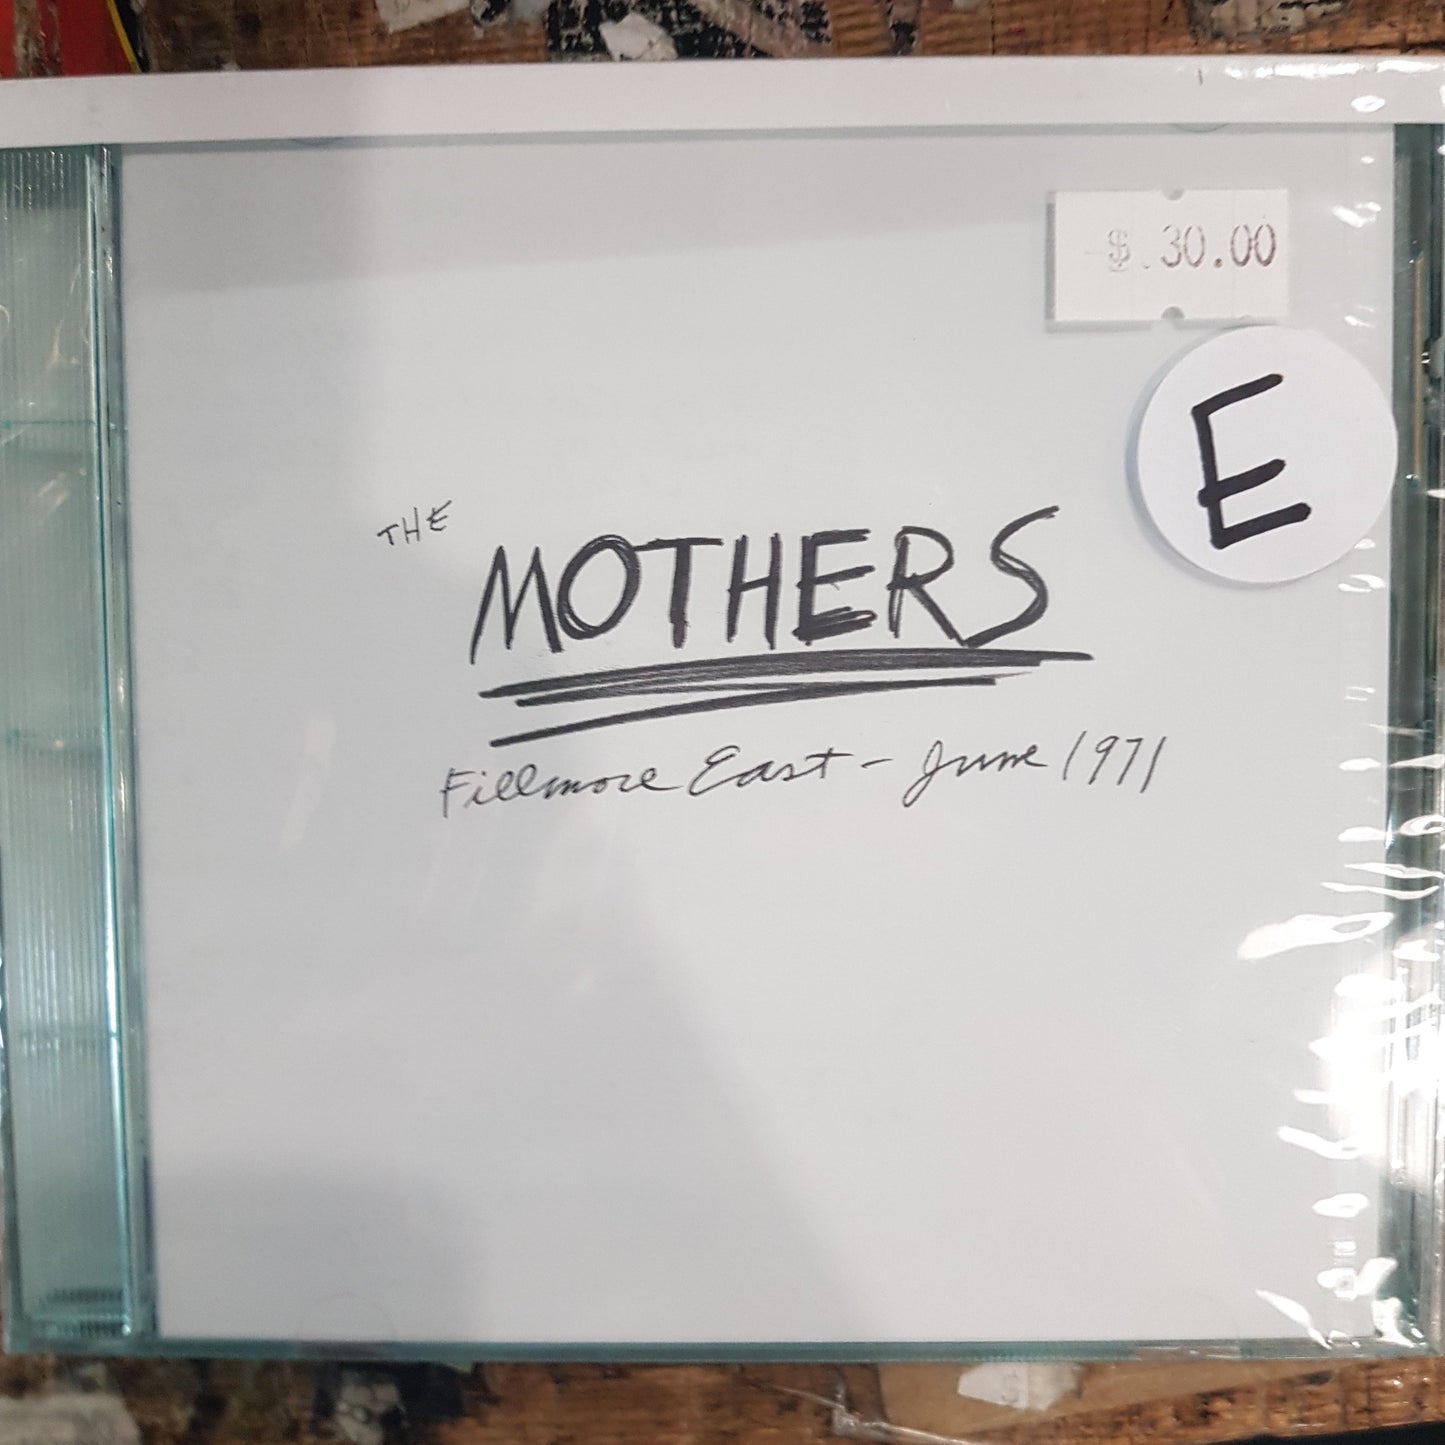 $ 30.00
E
THE
MOTHERS
Fillmore East - June 1971